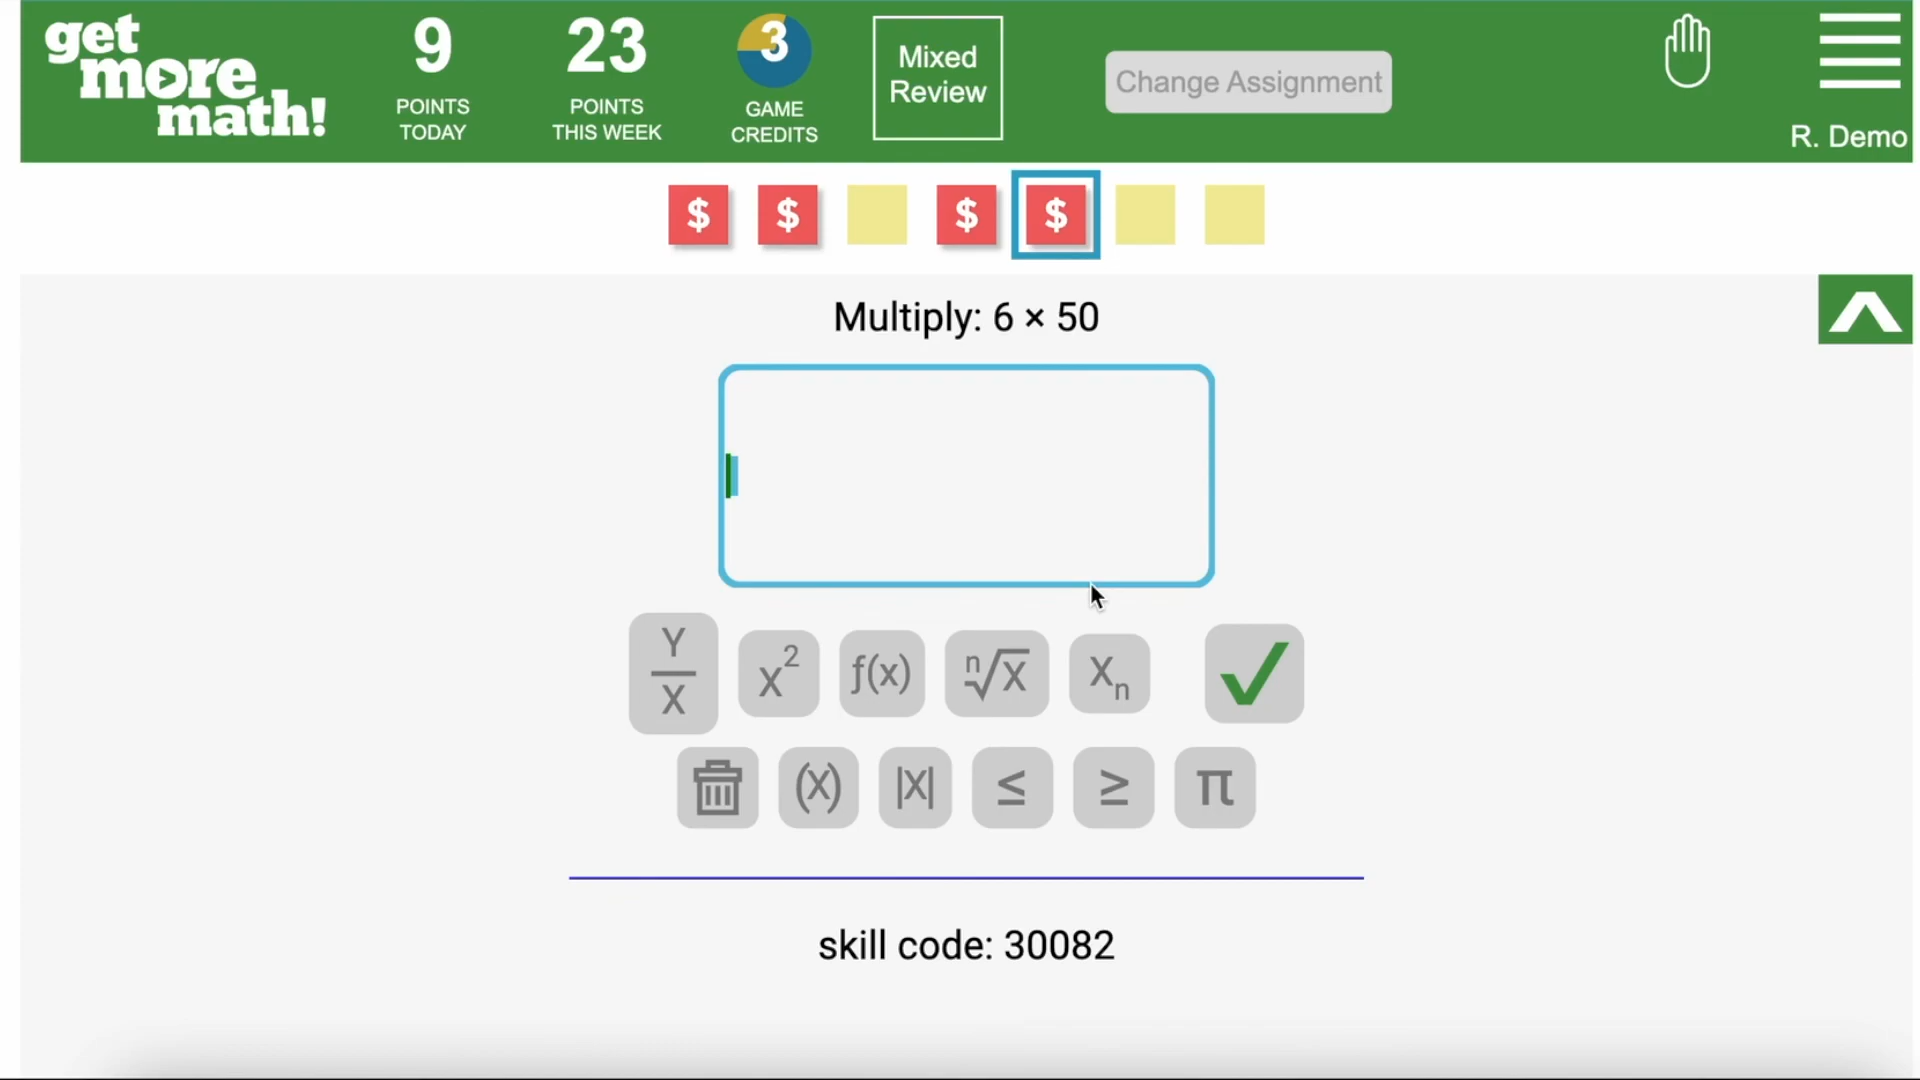 get
more
math!
9
POINTS
TODAY
23
POINTS
THIS WEEK
3
GAME
CREDITS
Mixed
Review
Change Assignment
R. Demo
$ $ $ $
Multiply: 6 × 50
Y
X
x²
f(x)
ⁿ√x
Xₙ
(X)
|X|
≤
≥
π
skill code: 30082